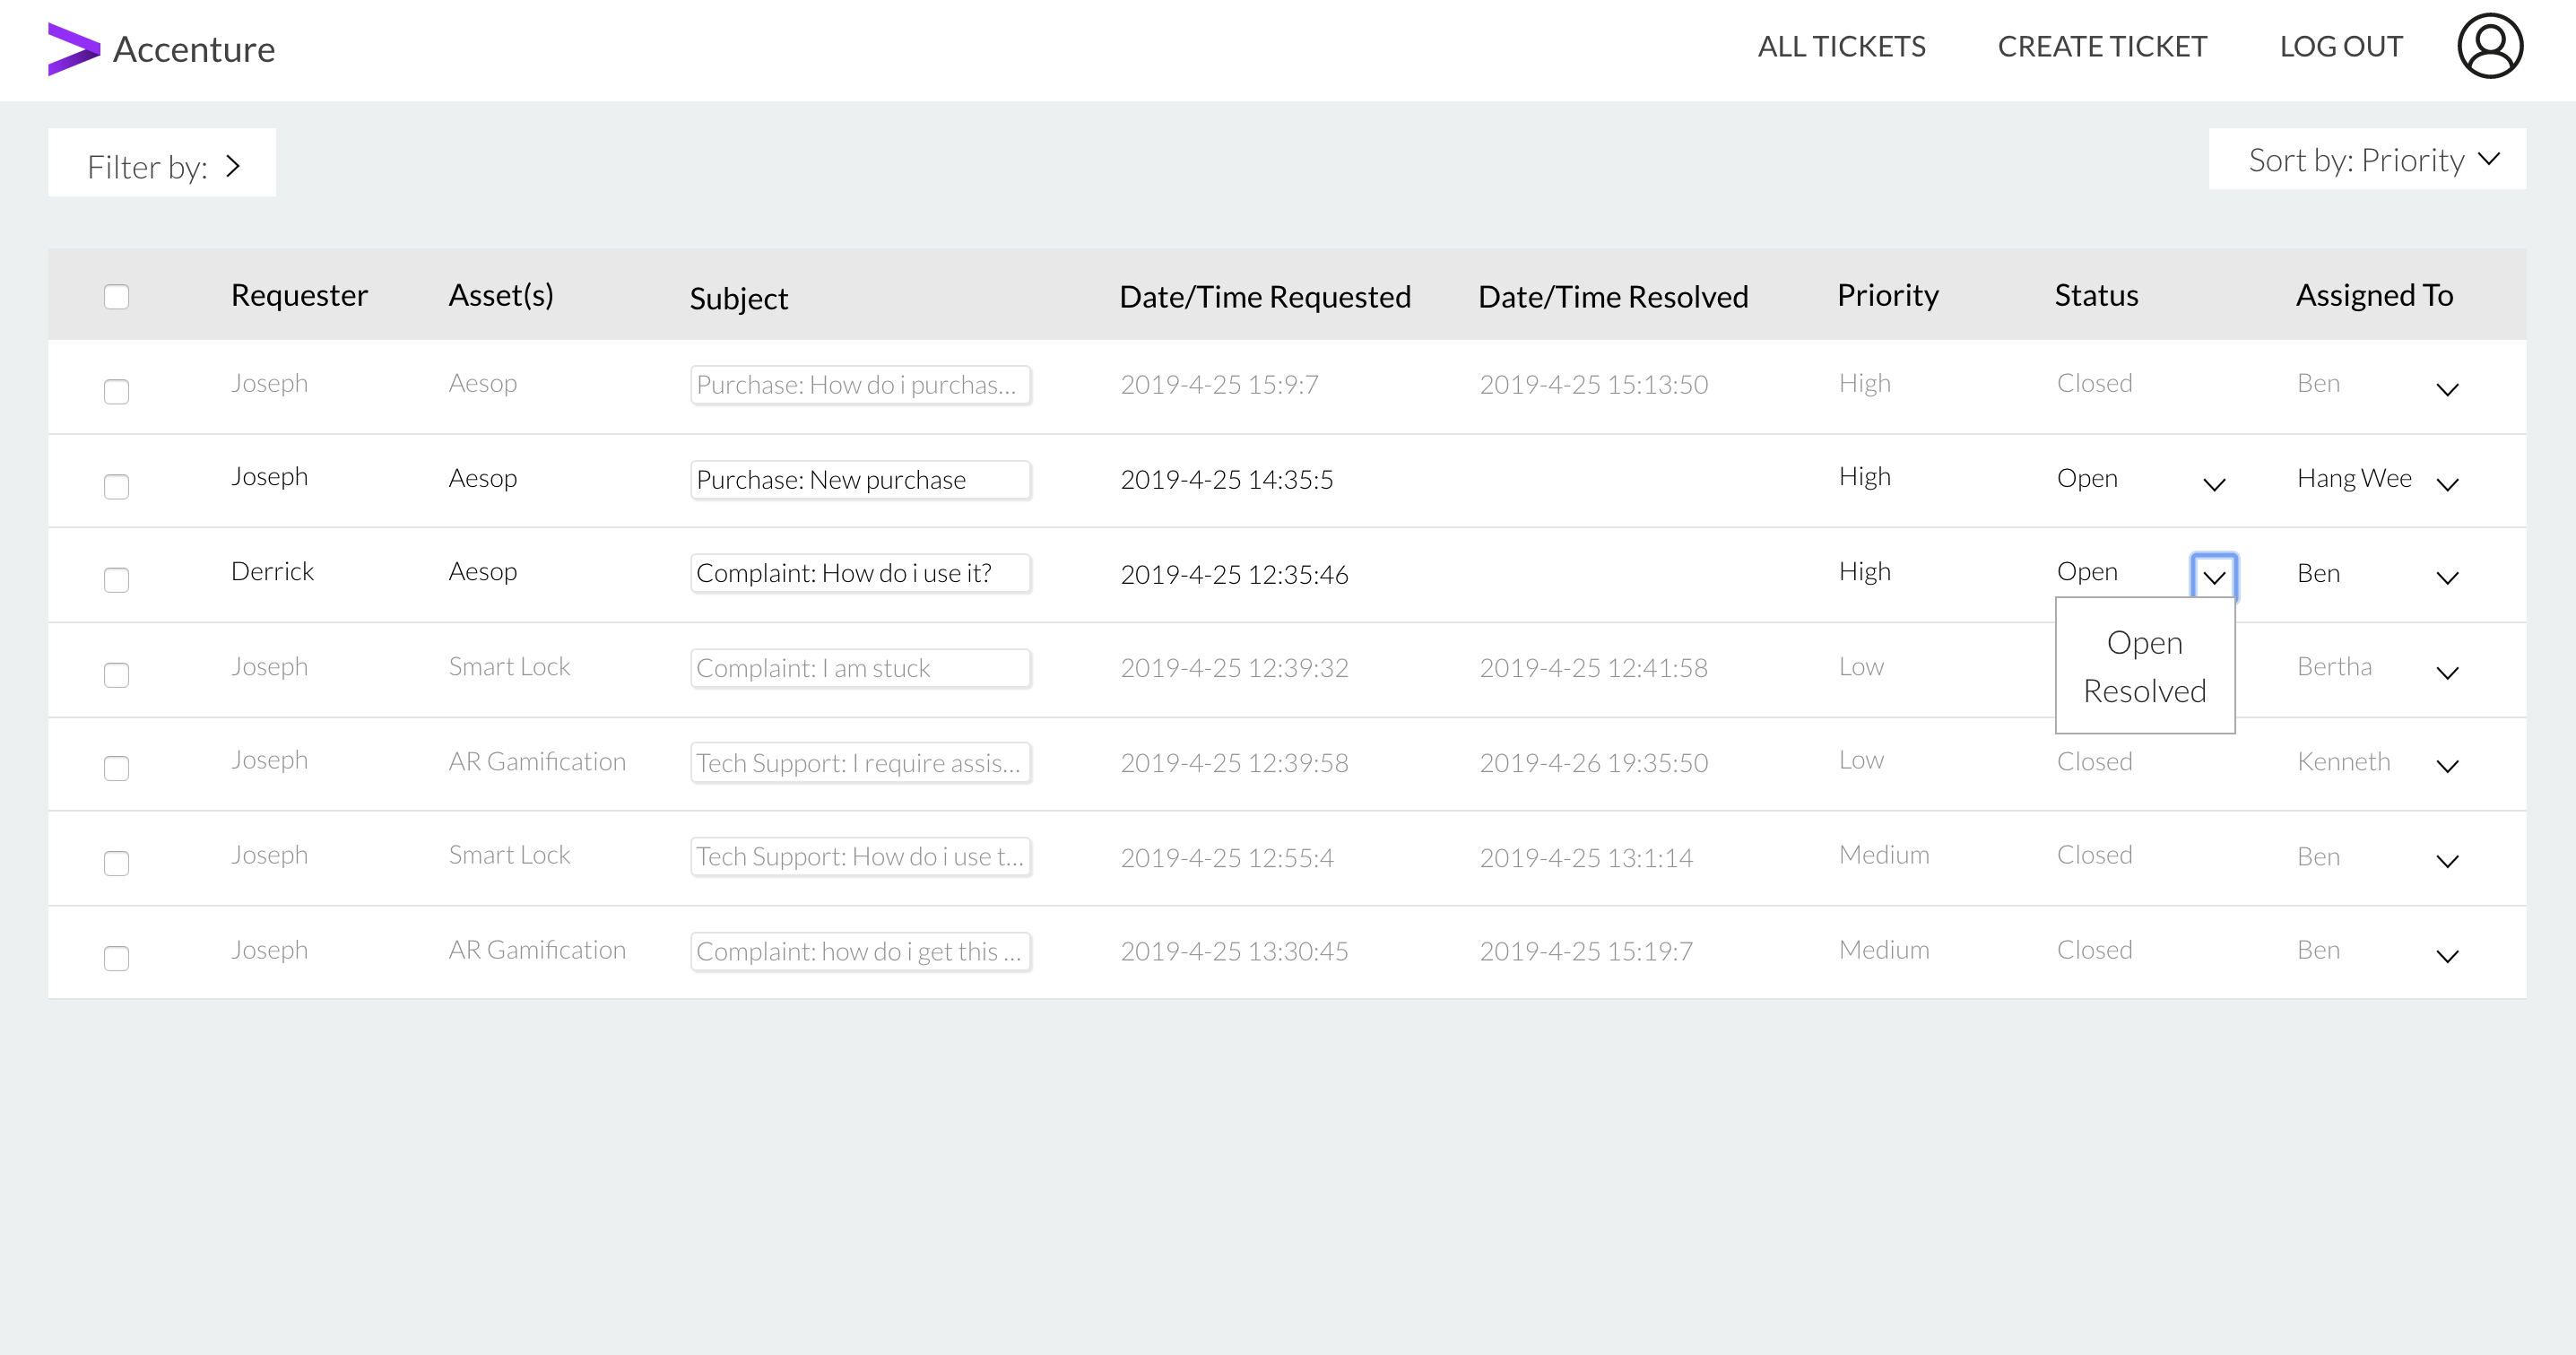 Accenture ALL TICKETS CREATE TICKET LOG OUT
Filter by: Sort by: Priority
Requester Asset(s) Subject Date/Time Requested Date/Time Resolved Priority Status Assigned To
Joseph Aesop Purchase: How do i purchas... 2019-4-25 15:9:7 2019-4-25 15:13:50 High Closed Ben
Joseph Aesop Purchase: New purchase 2019-4-25 14:35:5 High Open Hang Wee
Derrick Aesop Complaint: How do i use it? 2019-4-25 12:35:46 High Open Ben
Open
Joseph Smart Lock Complaint: I am stuck 2019-4-25 12:39:32 2019-4-25 12:41:58 Low Bertha
Resolved
Joseph AR Gamification Tech Support: I require assis... 2019-4-25 12:39:58 2019-4-26 19:35:50 Low Closed Kenneth
Joseph Smart Lock Tech Support: How do i use t... 2019-4-25 12:55:4 2019-4-25 13:1:14 Medium Closed Ben
Joseph AR Gamification Complaint: how do i get this ... 2019-4-25 13:30:45 2019-4-25 15:19:7 Medium Closed Ben